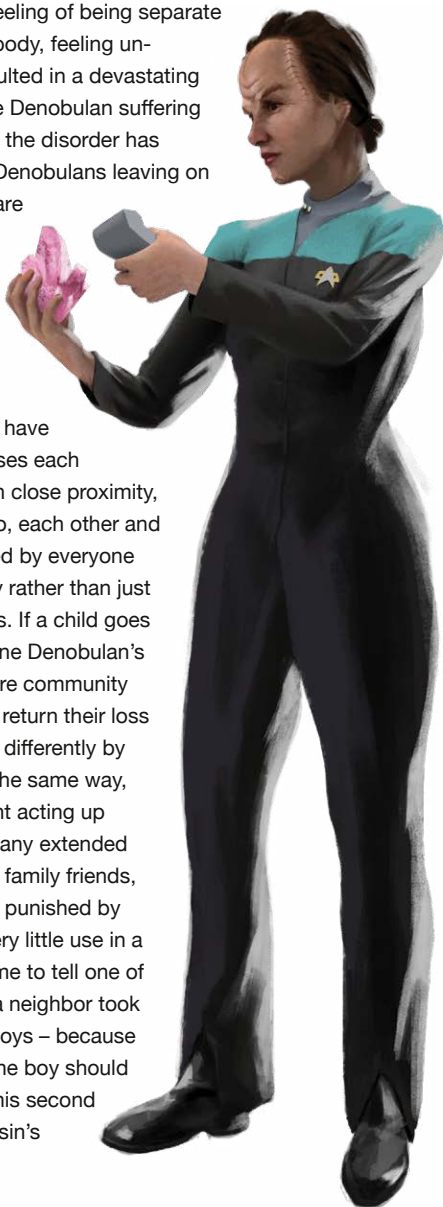 eeling of being separate
body, feeling un-
ulted in a devastating
e Denobulan suffering
the disorder has
Denobulans leaving on
are
have
ses each
n close proximity,
o, each other and
ed by everyone
y rather than just
s. If a child goes
ne Denobulan's
re community
return their loss
differently by
he same way,
nt acting up
any extended
family friends,
punished by
ery little use in a
me to tell one of
a neighbor took
oys – because
he boy should
his second
sin's